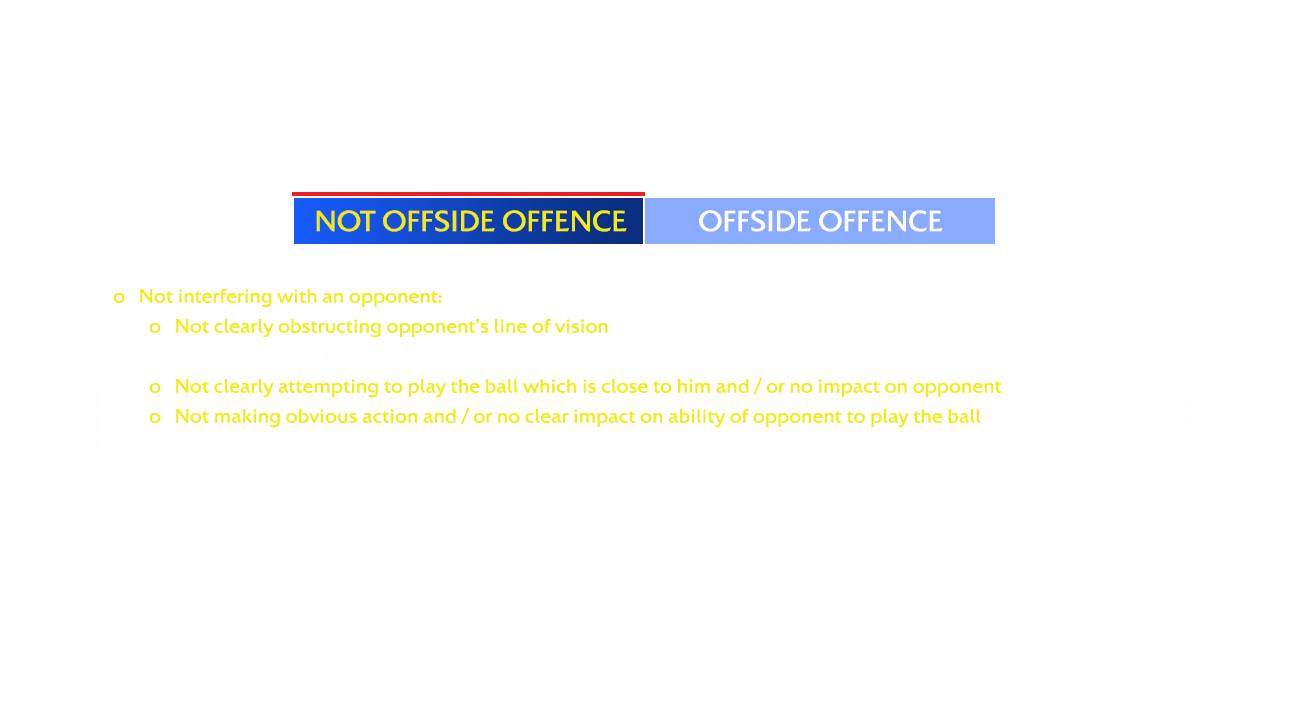 NOT OFFSIDE OFFENCE
OFFSIDE OFFENCE
o Not interfering with an opponent:
o Not clearly obstructing opponent's line of vision
o Not clearly attempting to play the ball which is close to him and / or no impact on opponent
o Not making obvious action and / or no clear impact on ability of opponent to play the ball